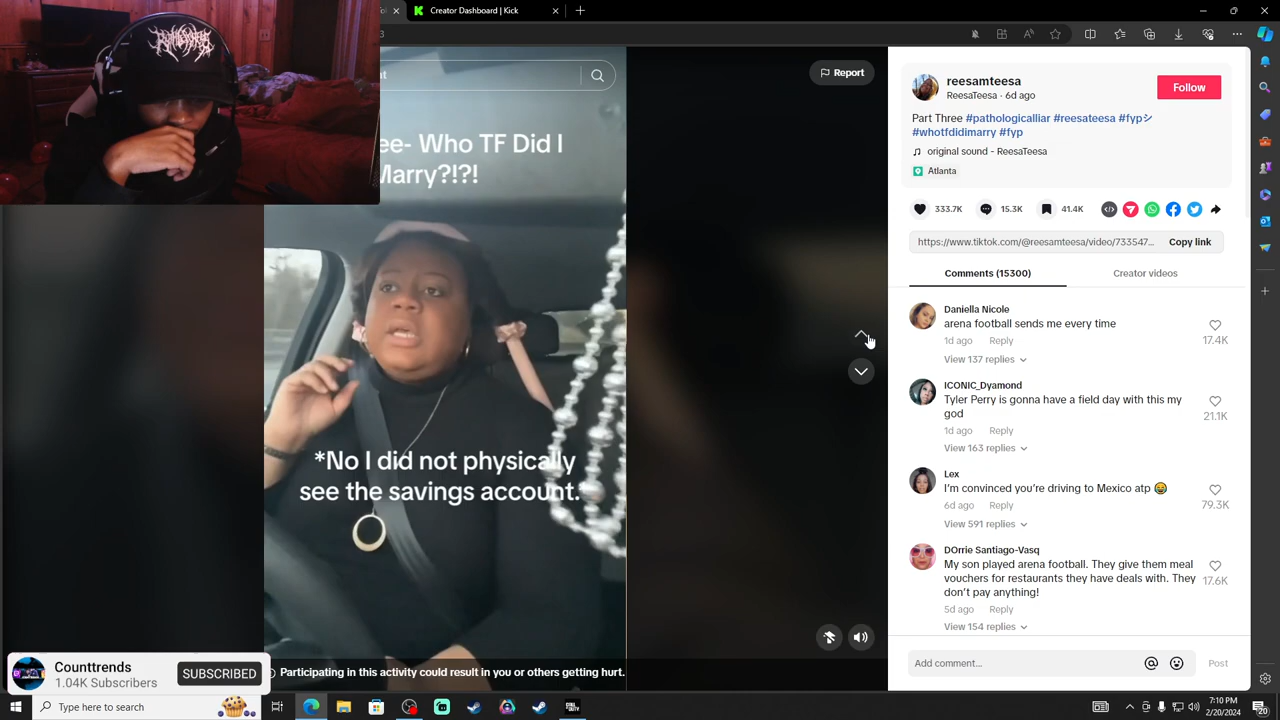 Creator Dashboard | Kick
Report
ee- Who TF Did I
Marry?!?!
*No I did not physically
see the savings account.*
Participating in this activity could result in you or others getting hurt.
reesamteesa
ReesaTeesa · 6d ago
Follow
Part Three #pathologicalliar #reesateesa #fypシ
#whotfdidimarry #fyp
original sound - ReesaTeesa
Atlanta
333.7K
15.3K
41.4K
https://www.tiktok.com/@reesamteesa/video/733547...
Copy link
Comments (15300)
Creator videos
Daniella Nicole
arena football sends me every time
17.4K
1d ago Reply
View 137 replies
ICONIC_Dyamond
Tyler Perry is gonna have a field day with this my
god
21.1K
1d ago Reply
View 163 replies
Lex
I'm convinced you're driving to Mexico atp 😂
79.3K
6d ago Reply
View 591 replies
DOrrie Santiago-Vasq
My son played arena football. They give them meal
vouchers for restaurants they have deals with. They
don't pay anything!
17.6K
5d ago Reply
View 154 replies
Add comment...
Post
Counttrends
1.04K Subscribers
SUBSCRIBED
Type here to search
7:10 PM
2/20/2024